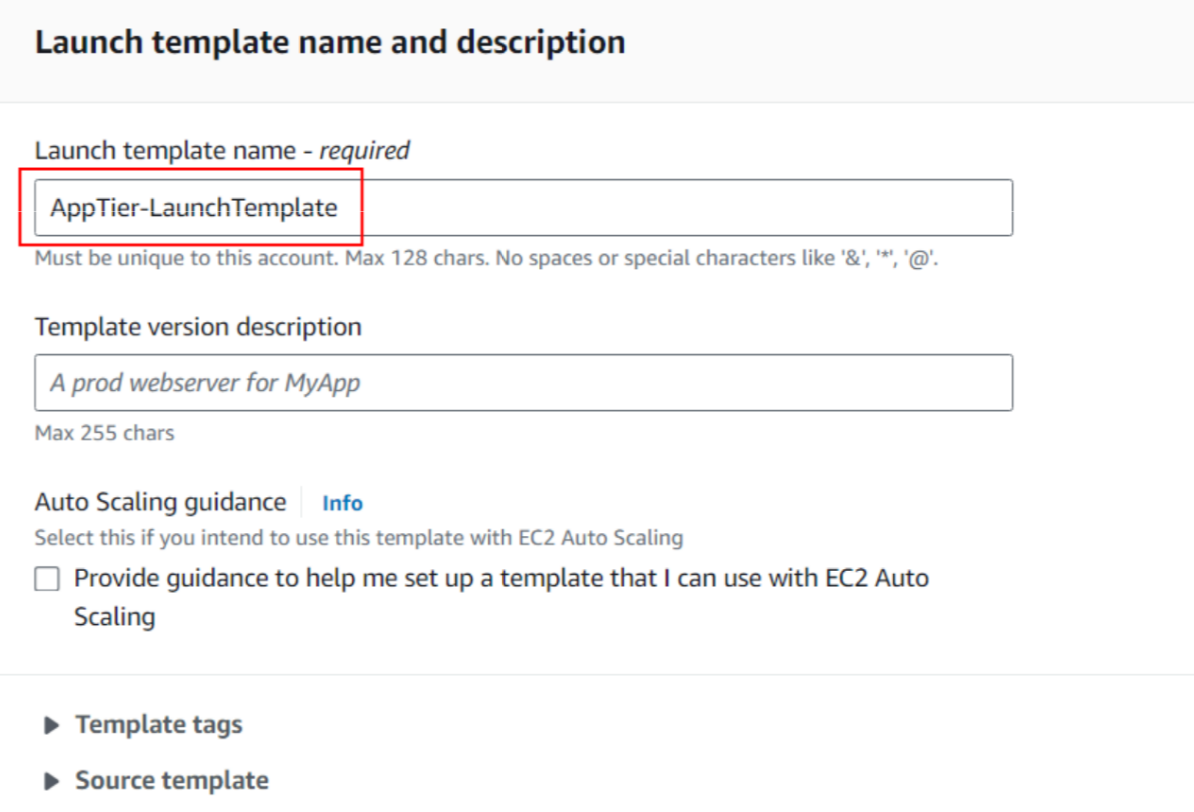 Launch template name and description
Launch template name - required
AppTier-LaunchTemplate
Must be unique to this account. Max 128 chars. No spaces or special characters like '&', '*', '@'.
Template version description
A prod webserver for MyApp
Max 255 chars
Auto Scaling guidance Info
Select this if you intend to use this template with EC2 Auto Scaling
Provide guidance to help me set up a template that I can use with EC2 Auto
Scaling
Template tags
Source template